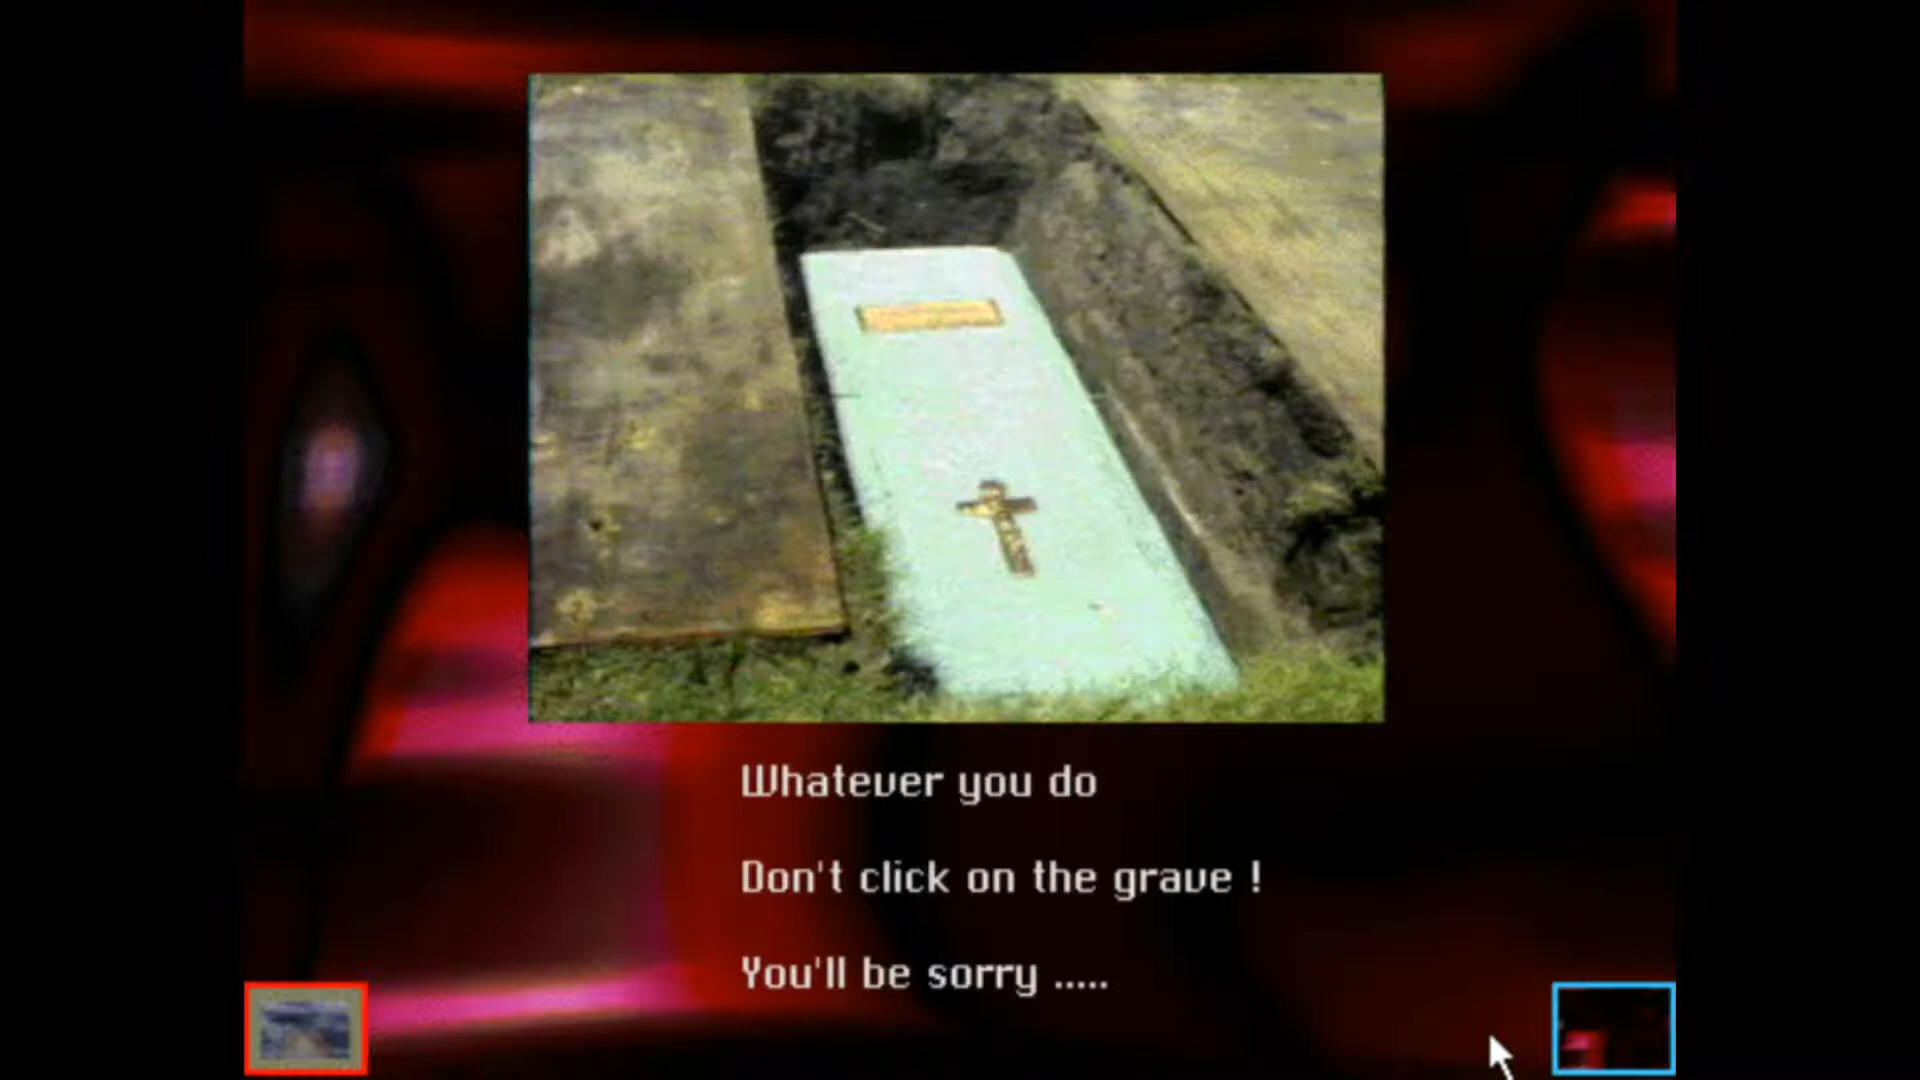 Whatever you do
Don't click on the grave !
You'll be sorry .....